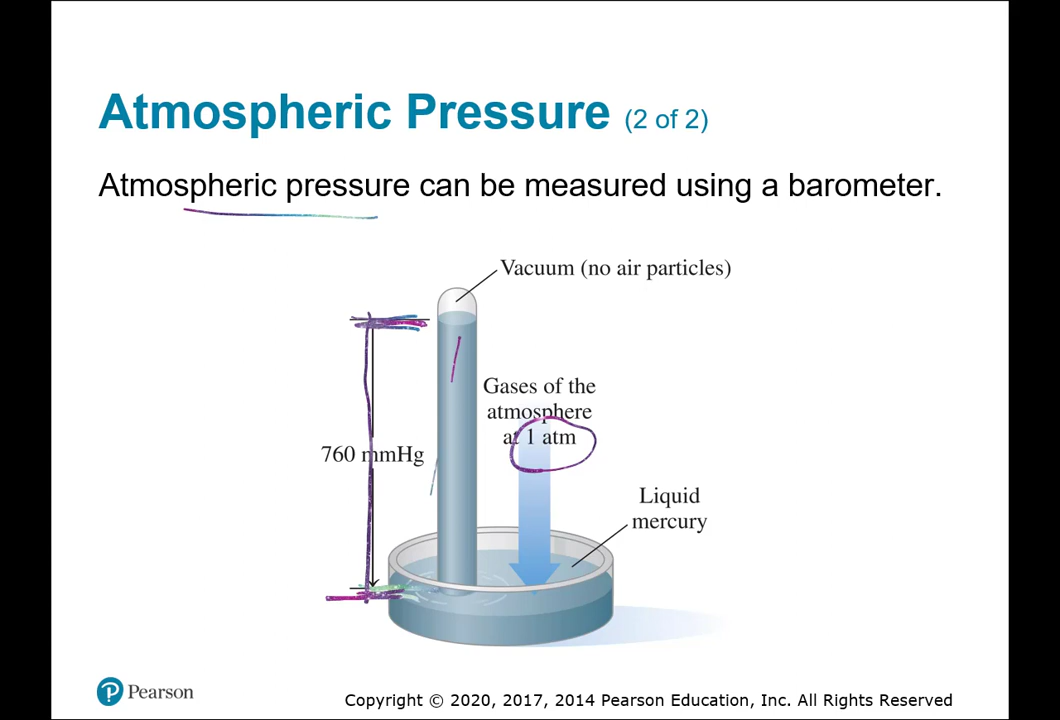 Atmospheric Pressure (2 of 2)
Atmospheric pressure can be measured using a barometer.
Vacuum (no air particles)
Gases of the
atmosphere
at 1 atm
760 mmHg
Liquid
mercury
Pearson
Copyright © 2020, 2017, 2014 Pearson Education, Inc. All Rights Reserved